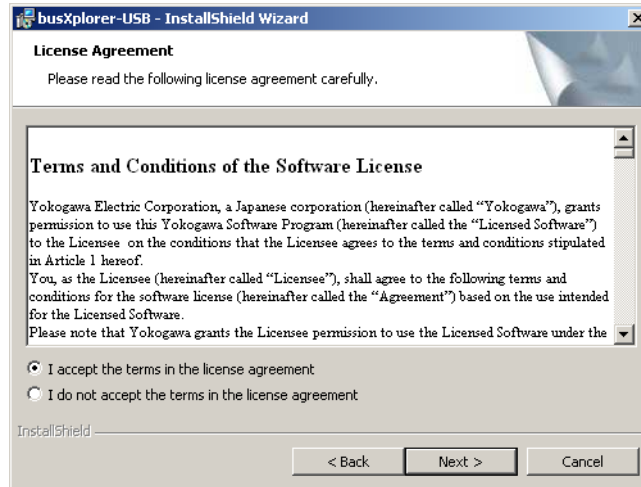 busXplorer-USB - InstallShield Wizard
License Agreement
Please read the following license agreement carefully.
Terms and Conditions of the Software License
Yokogawa Electric Corporation, a Japanese corporation (hereinafter called “Yokogawa”), grants
permission to use this Yokogawa Software Program (hereinafter called the “Licensed Software”)
to the Licensee on the conditions that the Licensee agrees to the terms and conditions stipulated
in Article 1 hereof.
You, as the Licensee (hereinafter called “Licensee”), shall agree to the following terms and
conditions for the software license (hereinafter called the “Agreement”) based on the use intended
for the Licensed Software.
Please note that Yokogawa grants the Licensee permission to use the Licensed Software under the
I accept the terms in the license agreement
I do not accept the terms in the license agreement
InstallShield
< Back Next > Cancel